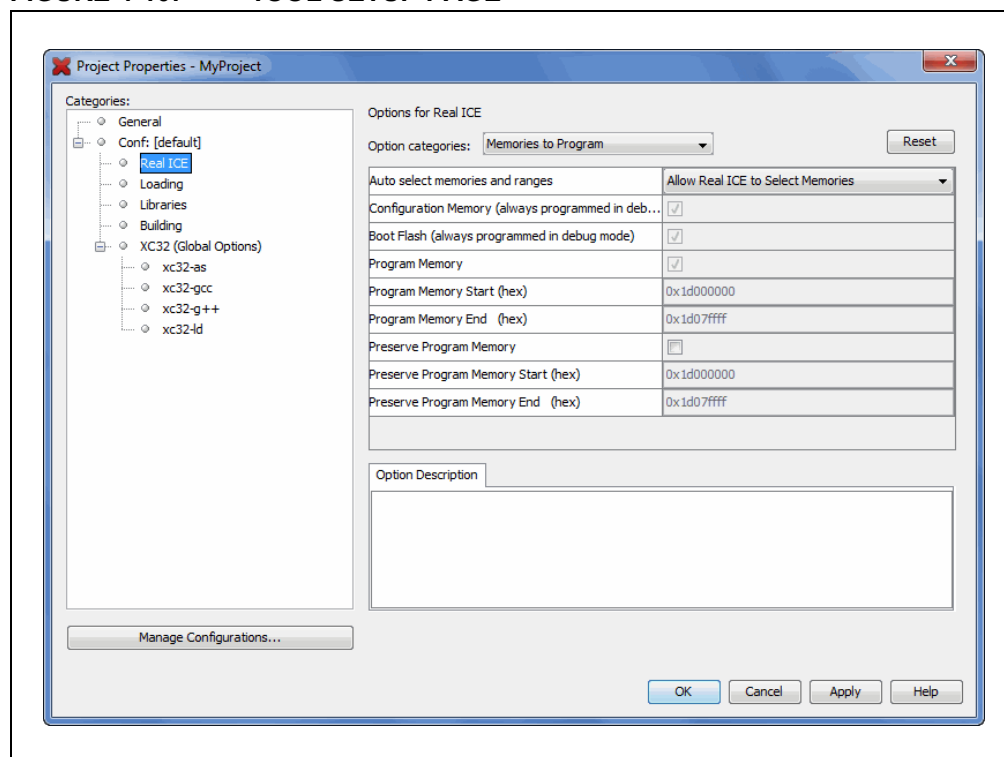 Project Properties - MyProject
Categories:
General
Conf: [default]
Real ICE
Loading
Libraries
Building
XC32 (Global Options)
xc32-as
xc32-gcc
xc32-g++
xc32-ld
Manage Configurations...
Options for Real ICE
Option categories: Memories to Program Reset
Auto select memories and ranges Allow Real ICE to Select Memories
Configuration Memory (always programmed in deb...
Boot Flash (always programmed in debug mode)
Program Memory
Program Memory Start (hex) 0x1d000000
Program Memory End (hex) 0x1d07ffff
Preserve Program Memory
Preserve Program Memory Start (hex) 0x1d000000
Preserve Program Memory End (hex) 0x1d07ffff
Option Description
OK Cancel Apply Help